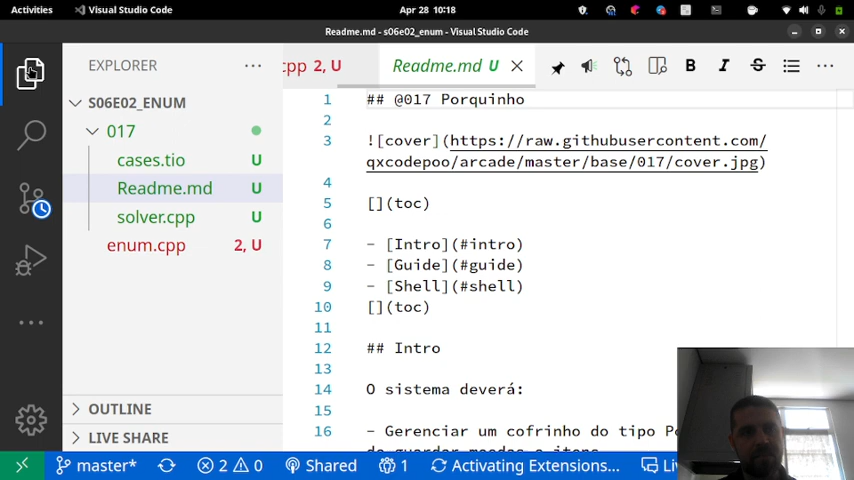 Activities
Visual Studio Code
Apr 28 10:18
Readme.md - s06e02_enum - Visual Studio Code
EXPLORER
cpp 2, U
Readme.md U
S06E02_ENUM
017
cases.tio U
Readme.md U
solver.cpp U
enum.cpp 2, U
OUTLINE
LIVE SHARE
1 ## @017 Porquinho
2
3 ![cover](https://raw.githubusercontent.com/
qxcodepoo/arcade/master/base/017/cover.jpg)
4
5 [](toc)
6
7 - [Intro](#intro)
8 - [Guide](#guide)
9 - [Shell](#shell)
10 [](toc)
11
12 ## Intro
13
14 O sistema deverá:
15
16 - Gerenciar um cofrinho do tipo
master* 2 0 Shared 1 Activating Extensions...